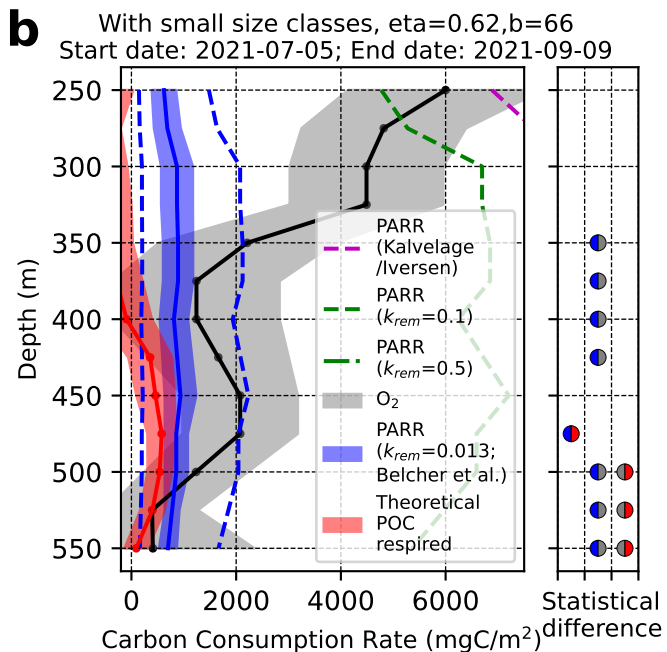 b
With small size classes, eta=0.62,b=66
Start date: 2021-07-05; End date: 2021-09-09
250
300
350
400
450
500
550
Depth (m)
PARR
(Kalvelage
/Iversen)
PARR
(k_rem=0.1)
PARR
(k_rem=0.5)
O₂
PARR
(k_rem=0.013;
Belcher et al.)
Theoretical
POC
respired
0 2000 4000 6000
Carbon Consumption Rate (mgC/m²)
Statistical
difference